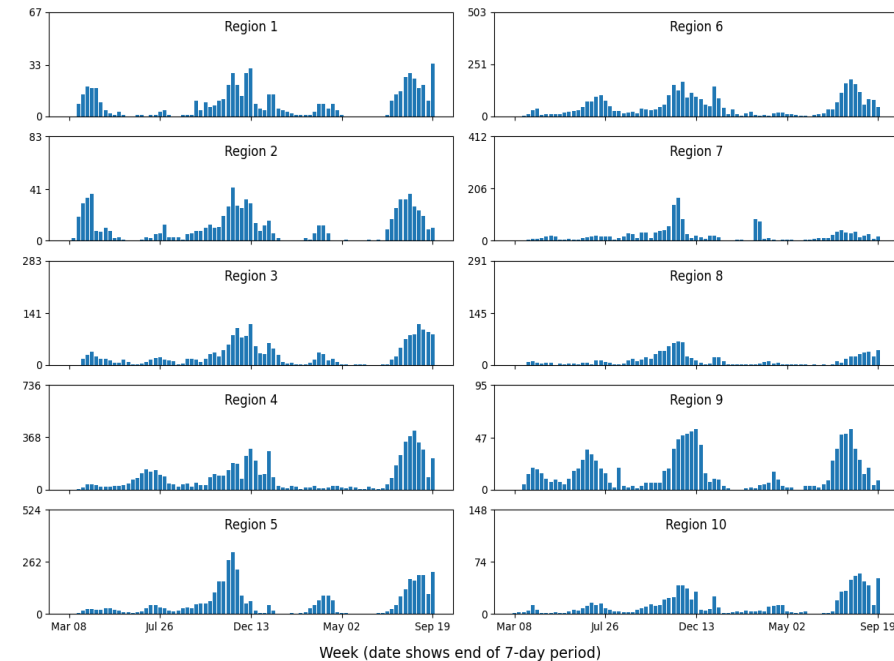 67
33
0
Region 1
503
251
0
Region 6
83
41
0
Region 2
412
206
0
Region 7
283
141
0
Region 3
291
145
0
Region 8
736
368
0
Region 4
95
47
0
Region 9
524
262
0
Region 5
Mar 08 Jul 26 Dec 13 May 02 Sep 19
148
74
0
Region 10
Mar 08 Jul 26 Dec 13 May 02 Sep 19
Week (date shows end of 7-day period)